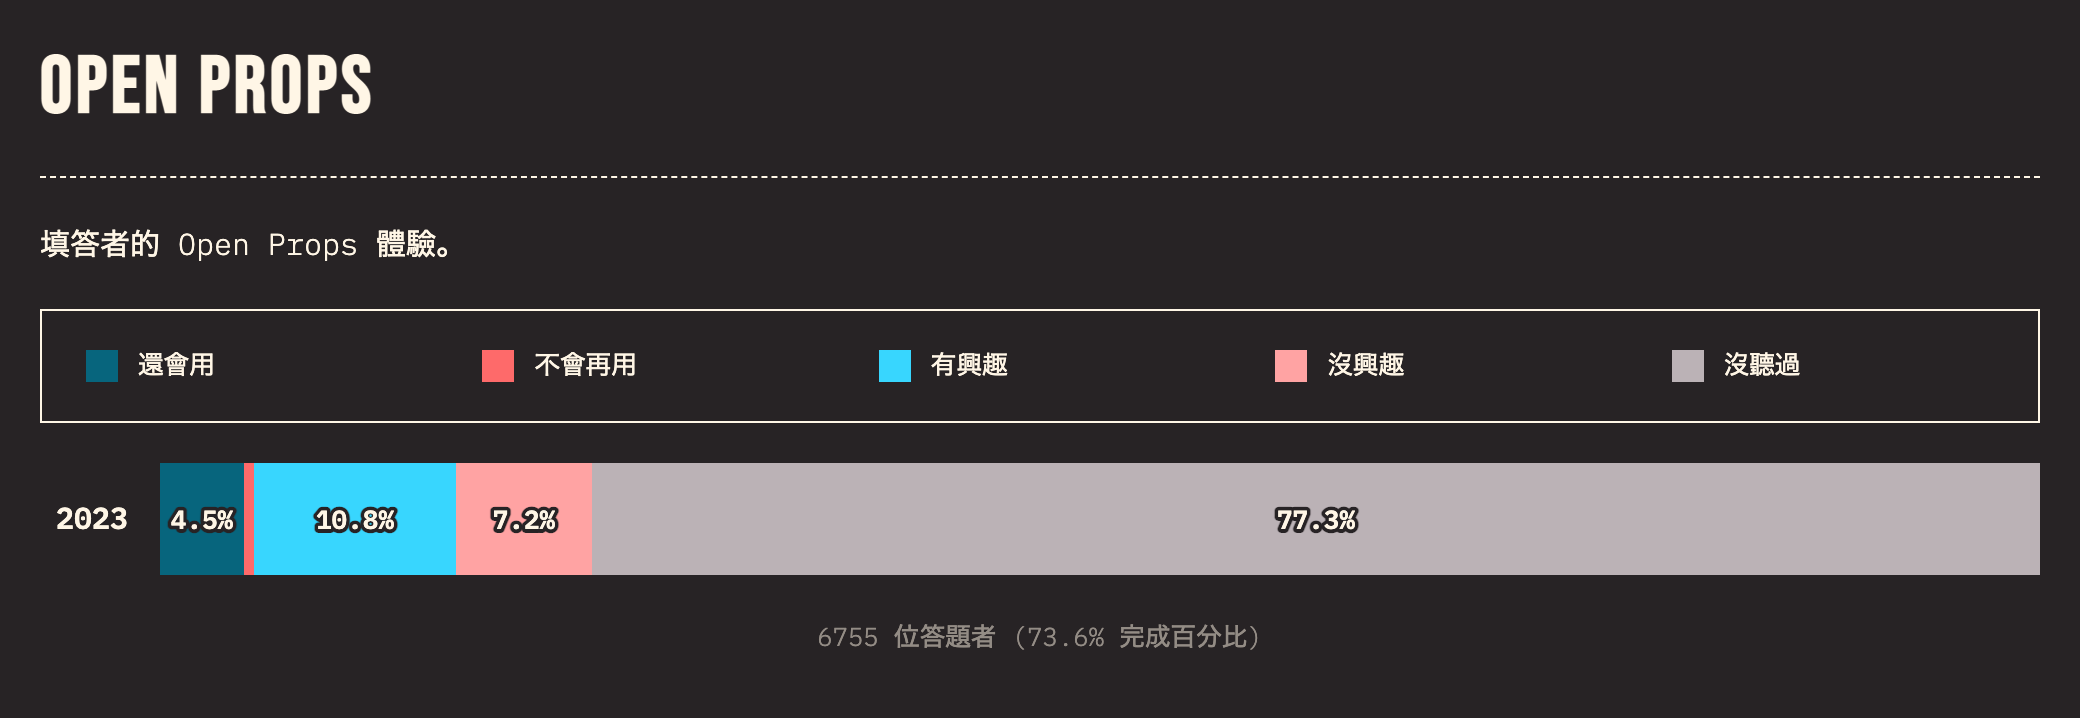 OPEN PROPS
填答者的 Open Props 體驗。
還會用 不會再用 有興趣 沒興趣 沒聽過
2023 4.5% 10.8% 7.2% 77.3%
6755 位答題者 (73.6% 完成百分比)